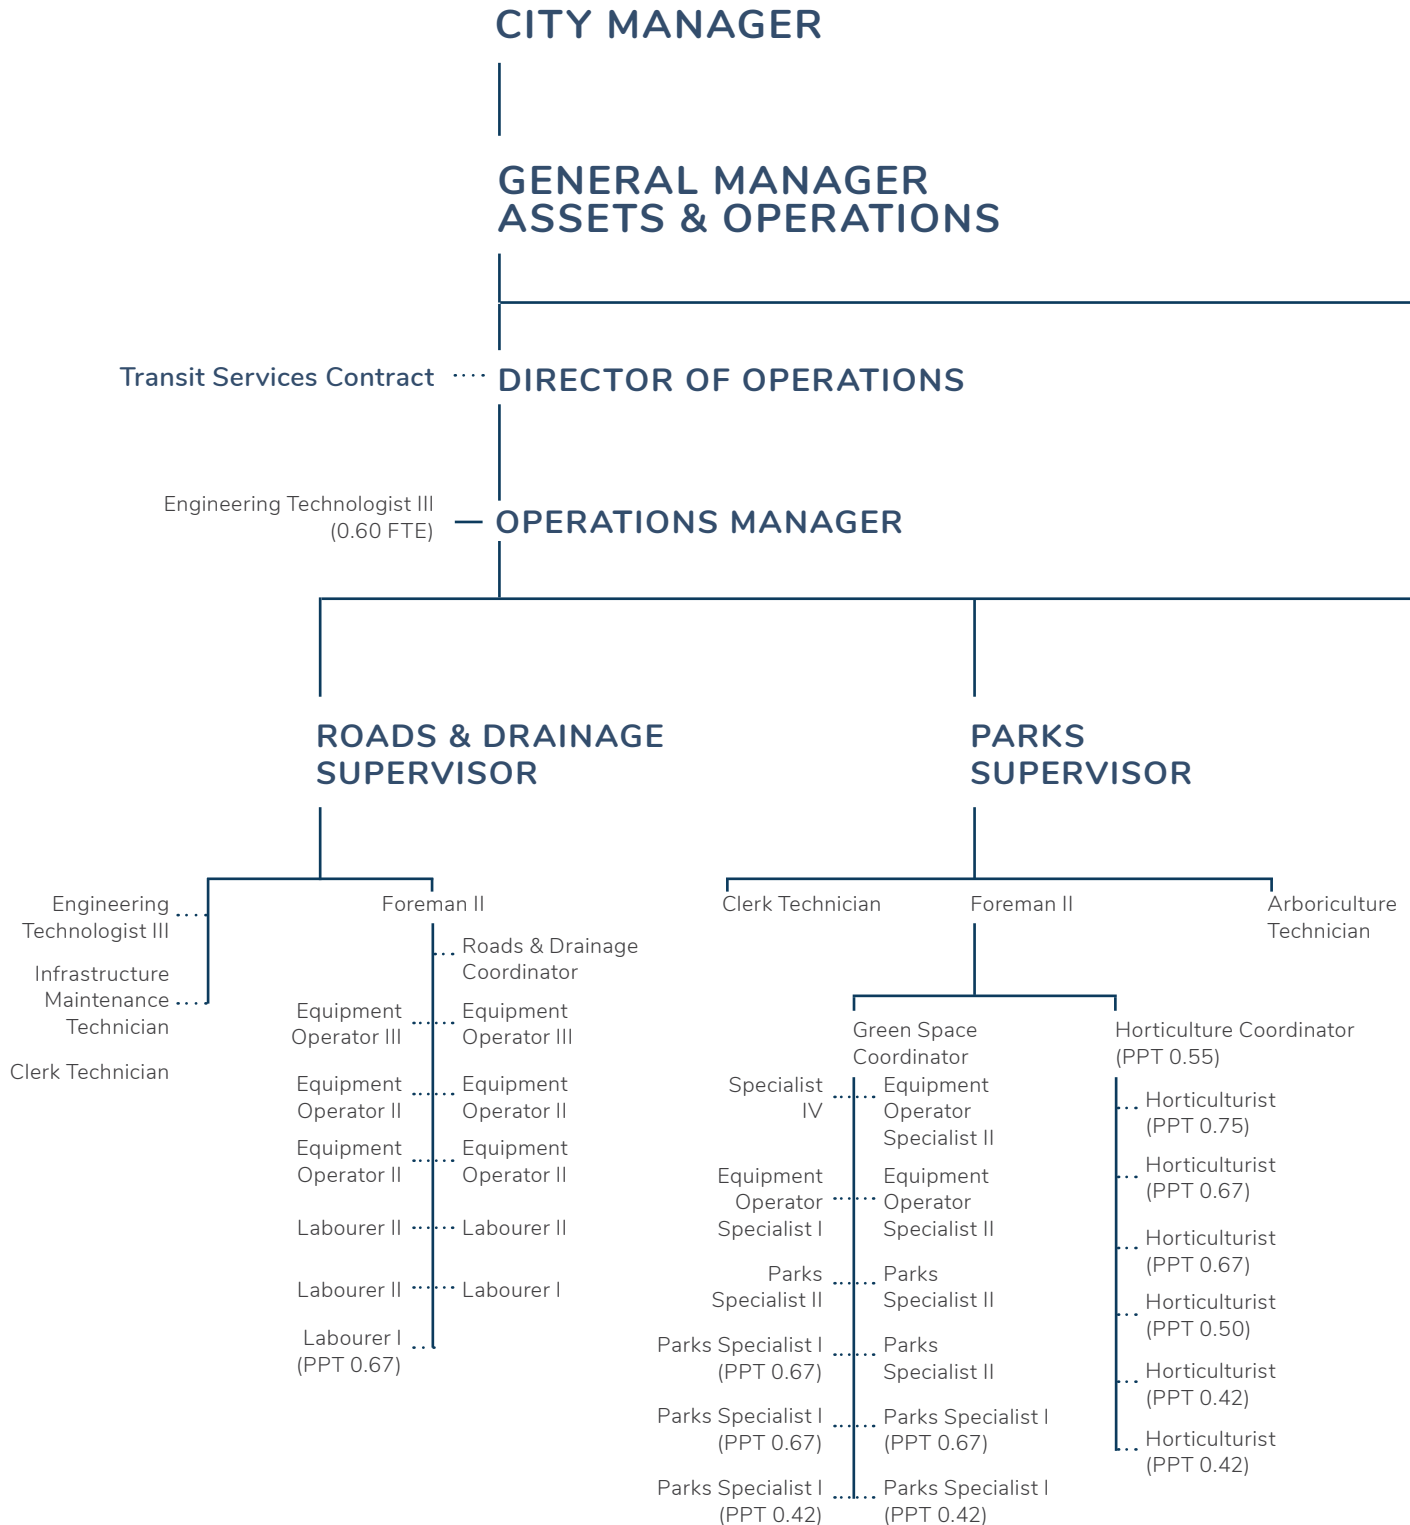 CITY MANAGER
GENERAL MANAGER
ASSETS & OPERATIONS
Transit Services Contract
DIRECTOR OF OPERATIONS
Engineering Technologist III
(0.60 FTE)
OPERATIONS MANAGER
ROADS & DRAINAGE
SUPERVISOR
Engineering
Technologist III
Infrastructure
Maintenance
Technician
Clerk Technician
Foreman II
Roads & Drainage
Coordinator
Equipment
Operator III
Equipment
Operator III
Equipment
Operator II
Equipment
Operator II
Equipment
Operator II
Equipment
Operator II
Labourer II
Labourer II
Labourer II
Labourer I
Labourer I
(PPT 0.67)
PARKS
SUPERVISOR
Clerk Technician
Foreman II
Arboriculture
Technician
Green Space
Coordinator
Specialist
IV
Equipment
Operator
Specialist II
Equipment
Operator
Specialist I
Equipment
Operator
Specialist II
Parks
Specialist II
Parks
Specialist II
Parks Specialist I
(PPT 0.67)
Parks
Specialist II
Parks Specialist I
(PPT 0.67)
Parks Specialist I
(PPT 0.67)
Parks Specialist I
(PPT 0.42)
Parks Specialist I
(PPT 0.42)
Horticulture Coordinator
(PPT 0.55)
Horticulturist
(PPT 0.75)
Horticulturist
(PPT 0.67)
Horticulturist
(PPT 0.67)
Horticulturist
(PPT 0.50)
Horticulturist
(PPT 0.42)
Horticulturist
(PPT 0.42)